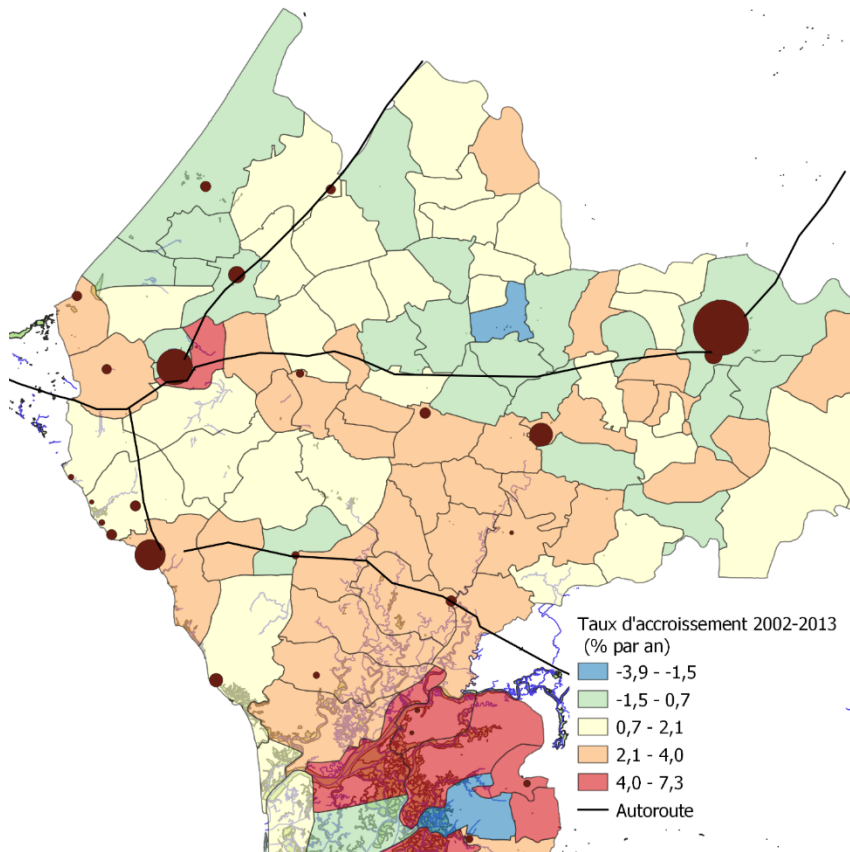 Taux d'accroissement 2002-2013
(% par an)
-3,9 - -1,5
-1,5 - 0,7
0,7 - 2,1
2,1 - 4,0
4,0 - 7,3
Autoroute